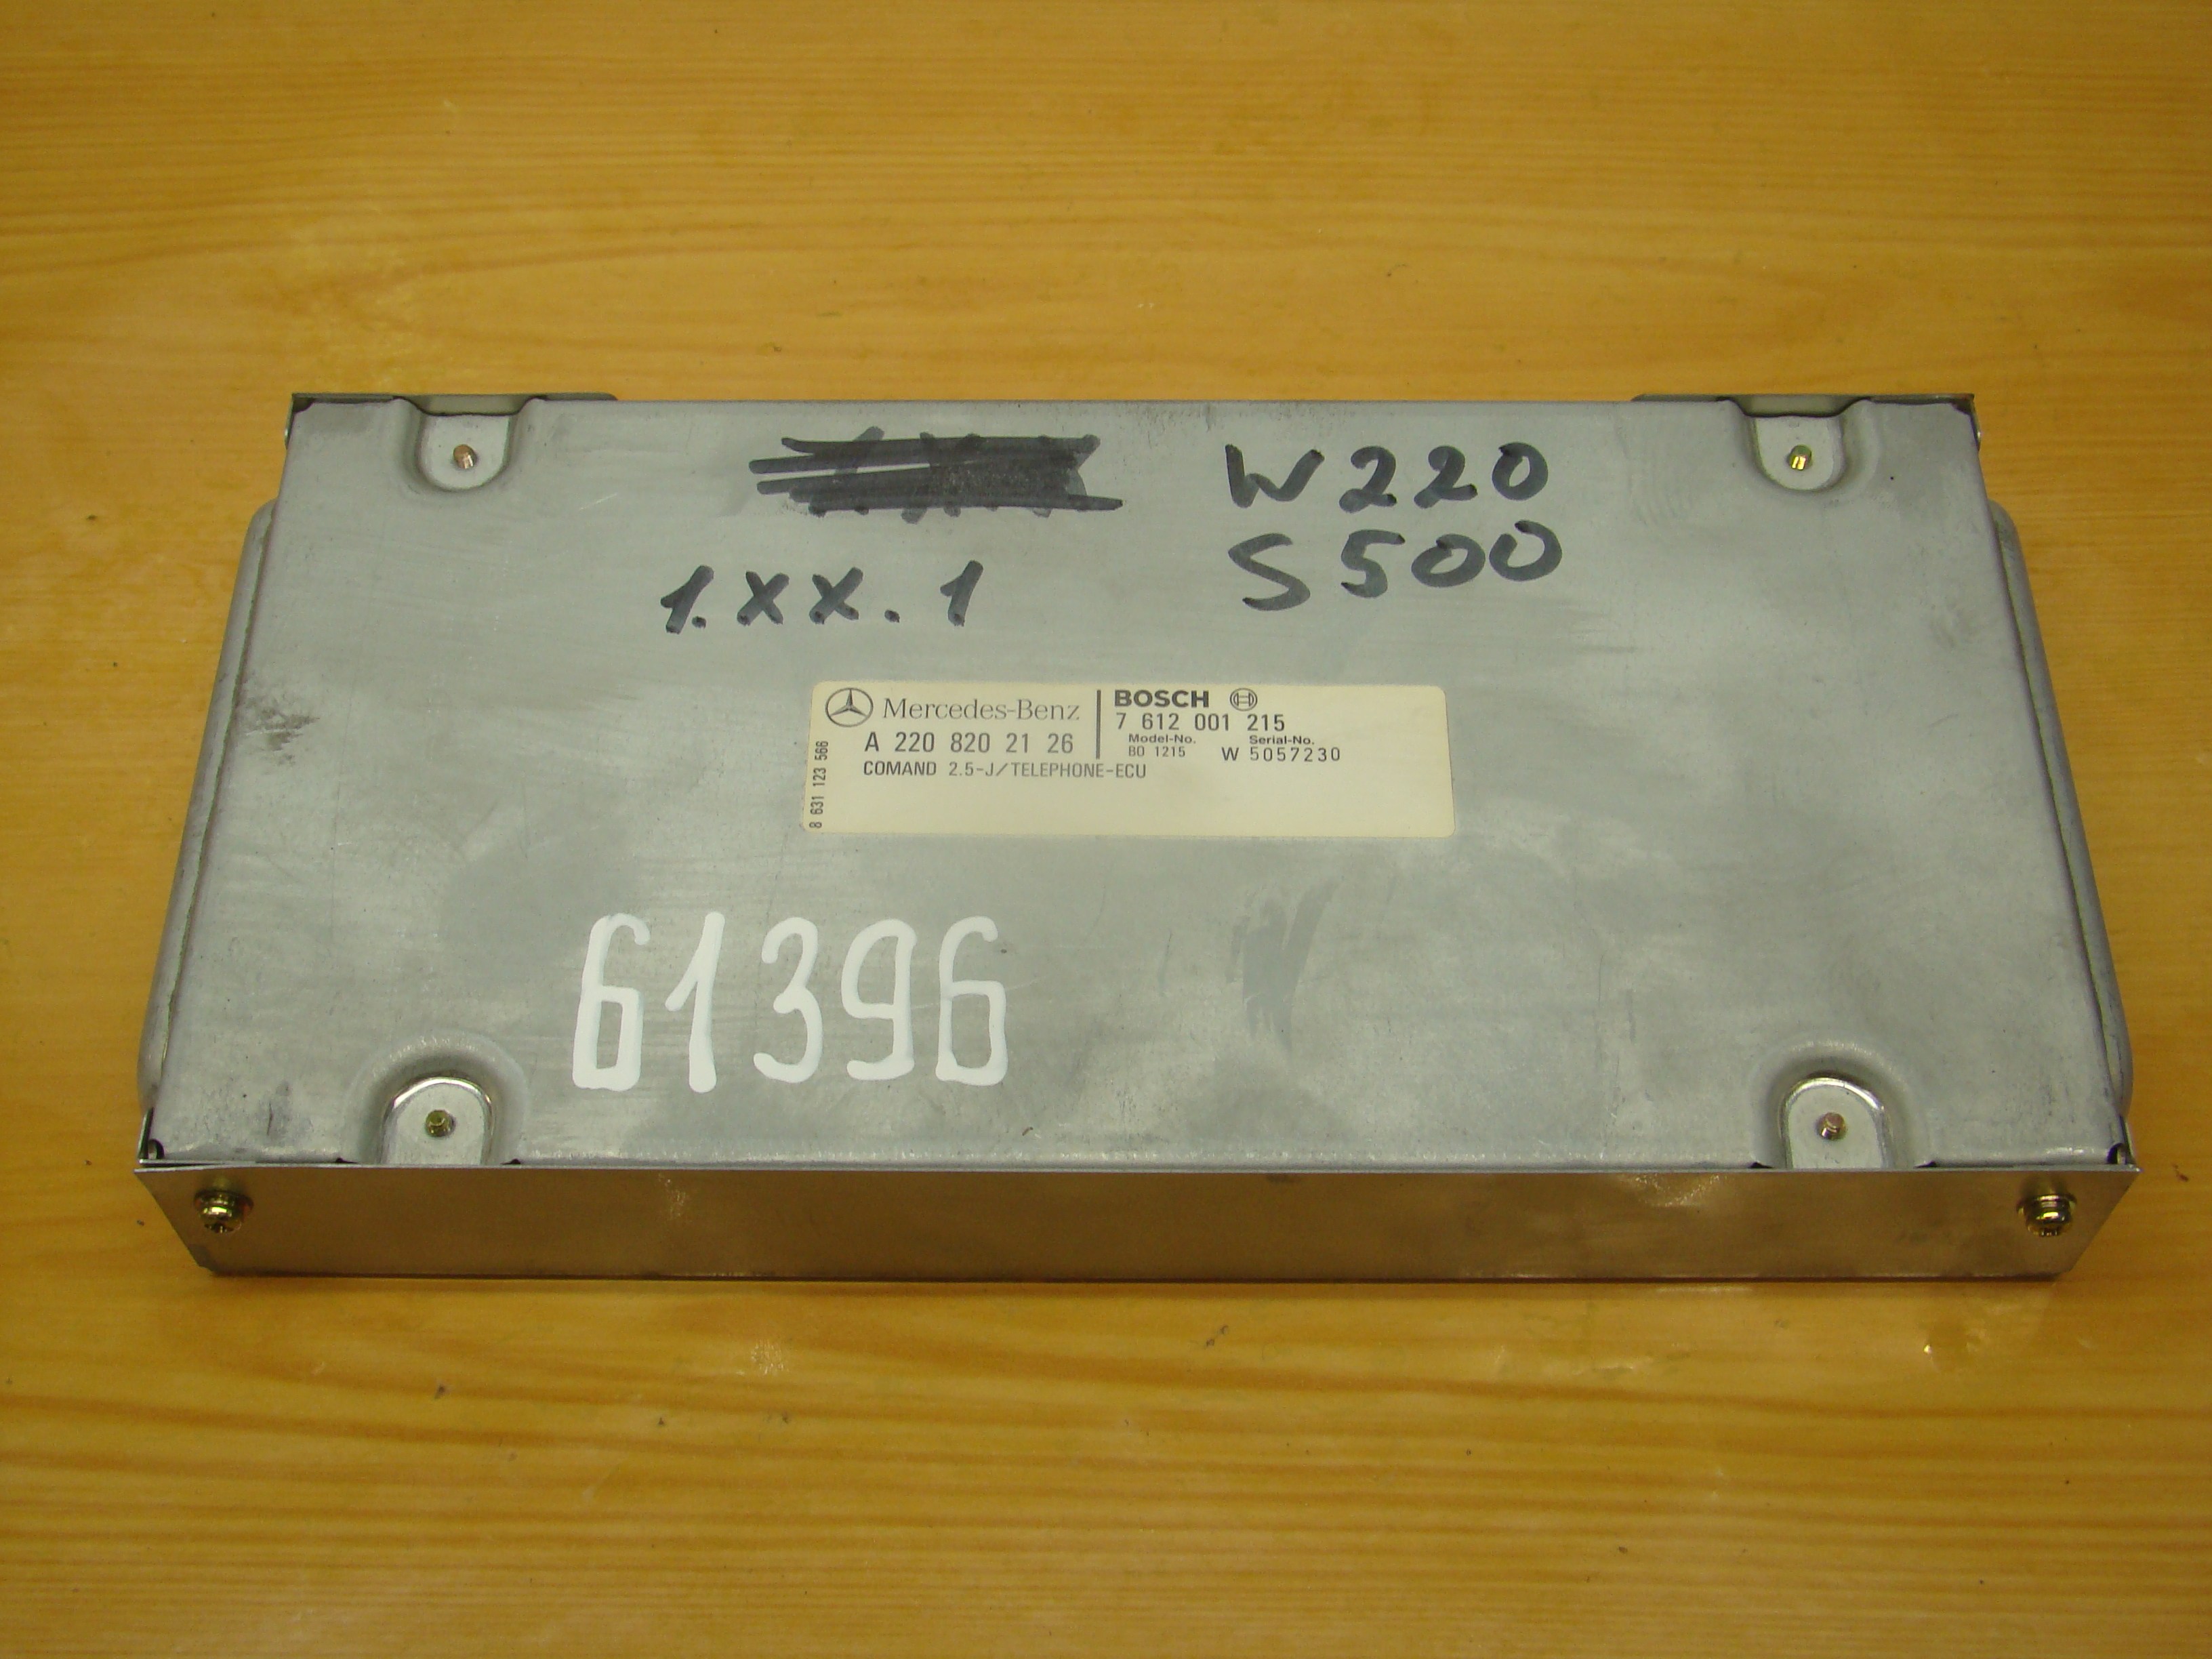 W220
S500
1.XX.1
Mercedes-Benz
A 220 820 21 26
COMAND 2.5-J/TELEPHONE-ECU
8 631 123 566
BOSCH
7 612 001 215
Model-No. Serial-No.
BO 1215 W 5057230
61396